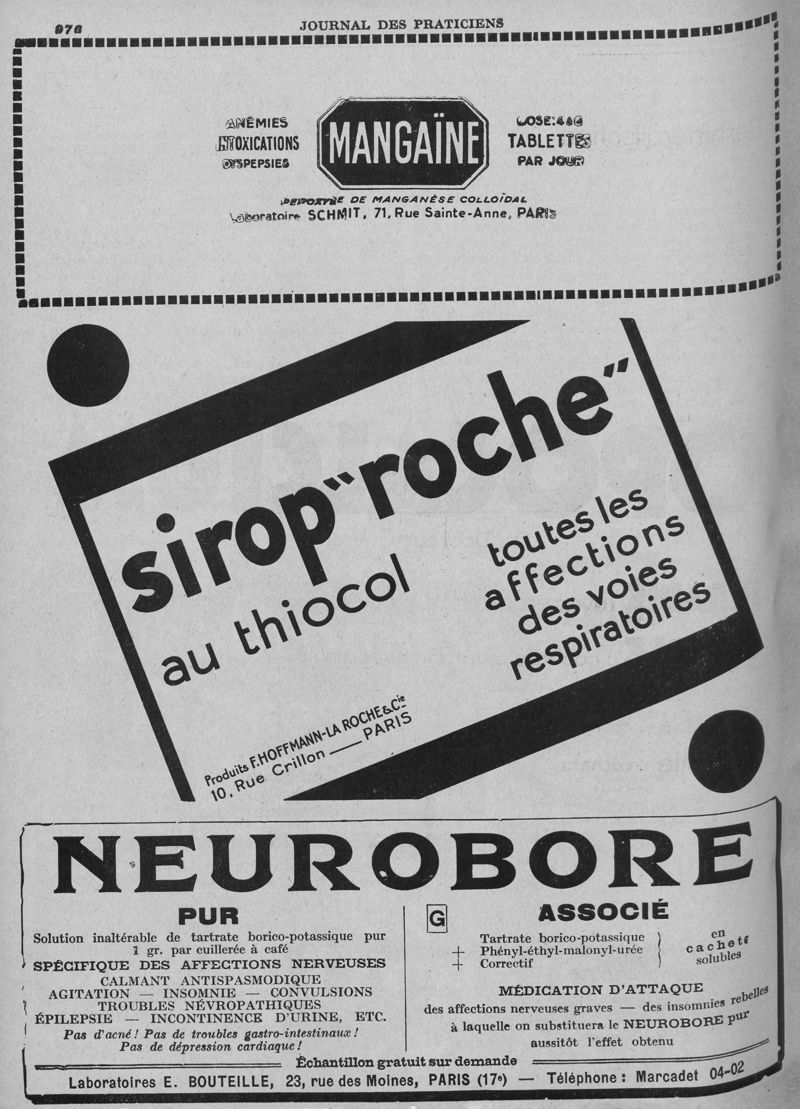 976
JOURNAL DES PRATICIENS
ANÉMIES
INTOXICATIONS
DYSPEPSIES
MANGAÏNE
DOSE: 4 à 6
TABLETTES
PAR JOUR
DE MANGANÈSE COLLOÏDAL
Laboratoire SCHMIT, 71, Rue Sainte-Anne, PARIS
sirop "roche"
au thiocol
toutes les
affections
des voies
respiratoires
Produits F. HOFFMANN-LA ROCHE & Cie
10, Rue Crillon — PARIS
NEUROBORE
PUR
Solution inaltérable de tartrate borico-potassique pur
1 gr. par cuillerée à café
SPÉCIFIQUE DES AFFECTIONS NERVEUSES
CALMANT ANTISPASMODIQUE
AGITATION — INSOMNIE — CONVULSIONS
TROUBLES NÉVROPATHIQUES
ÉPILEPSIE — INCONTINENCE D'URINE, ETC.
Pas d'acné ! Pas de troubles gastro-intestinaux !
Pas de dépression cardiaque !
G
ASSOCIÉ
Tartrate borico-potassique
+ Phényl-éthyl-malonyl-urée
+ Correctif
en
cachets
solubles
MÉDICATION D'ATTAQUE
des affections nerveuses graves — des insomnies rebelles
à laquelle on substituera le NEUROBORE pur
aussitôt l'effet obtenu
Échantillon gratuit sur demande
Laboratoires E. BOUTEILLE, 23, rue des Moines, PARIS (17e) — Téléphone : Marcadet 04-02